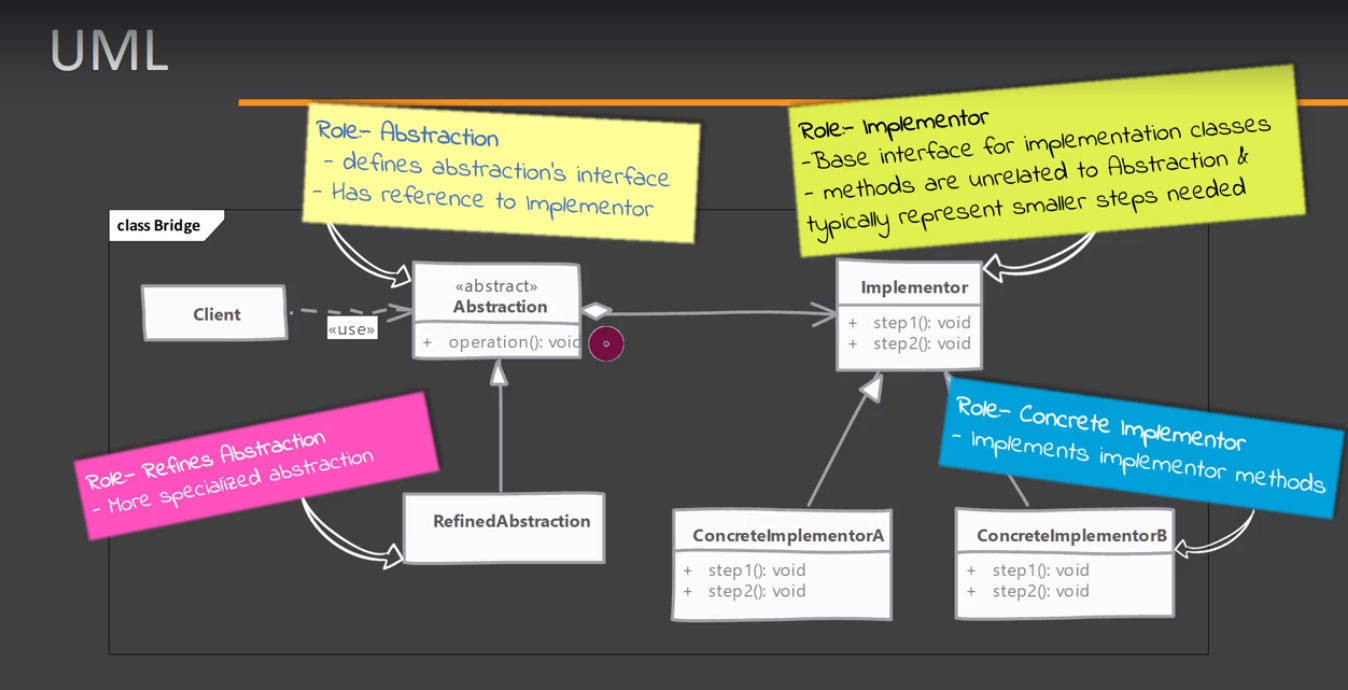 UML
Role:- Abstraction
- defines abstraction's interface
- Has reference to Implementor
Role:- Implementor
-Base interface for implementation classes
- methods are unrelated to Abstraction &
typically represent smaller steps needed
class Bridge
Client
«use»
«abstract»
Abstraction
+ operation(): void
Implementor
+ step1(): void
+ step2(): void
Role:- Refines Abstraction
- More specialized abstraction
Role:- Concrete Implementor
- Implements implementor methods
RefinedAbstraction
ConcreteImplementorA
+ step1(): void
+ step2(): void
ConcreteImplementorB
+ step1(): void
+ step2(): void